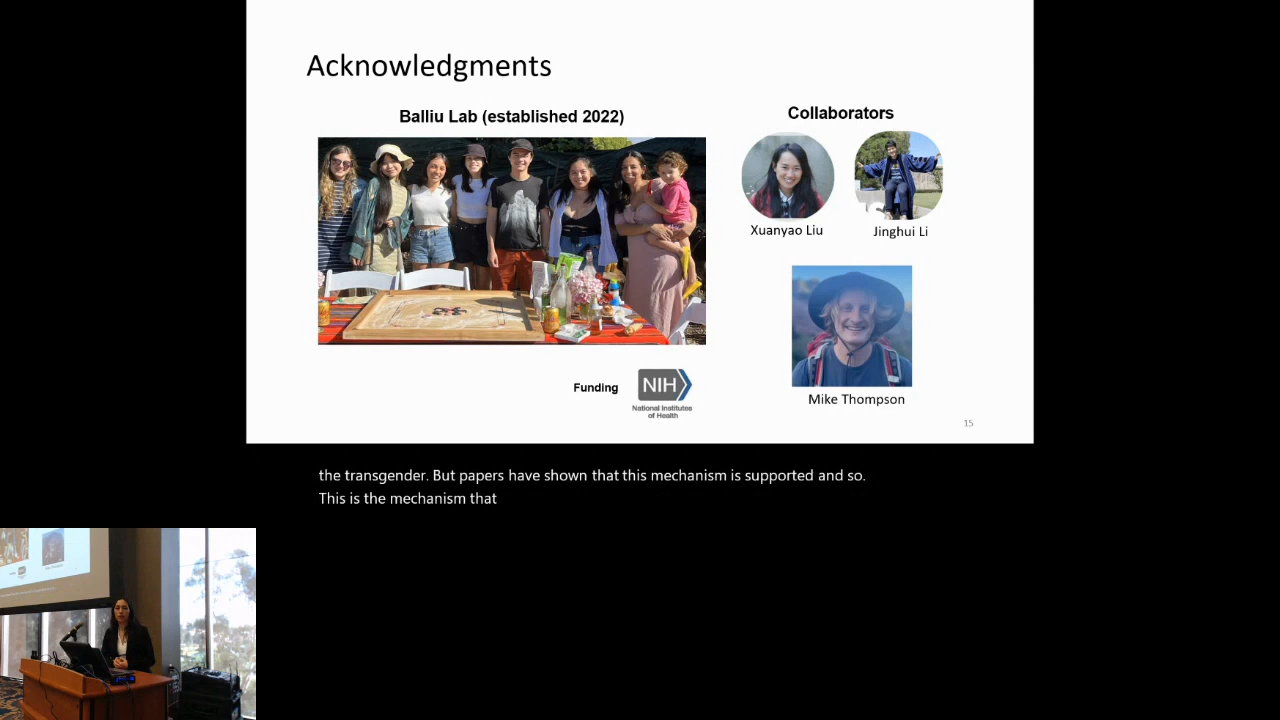 Acknowledgments
Balliu Lab (established 2022)
Collaborators
Xuanyao Liu
Jinghui Li
Mike Thompson
Funding
NIH
National Institutes
of Health
15
the transgender. But papers have shown that this mechanism is supported and so.
This is the mechanism that